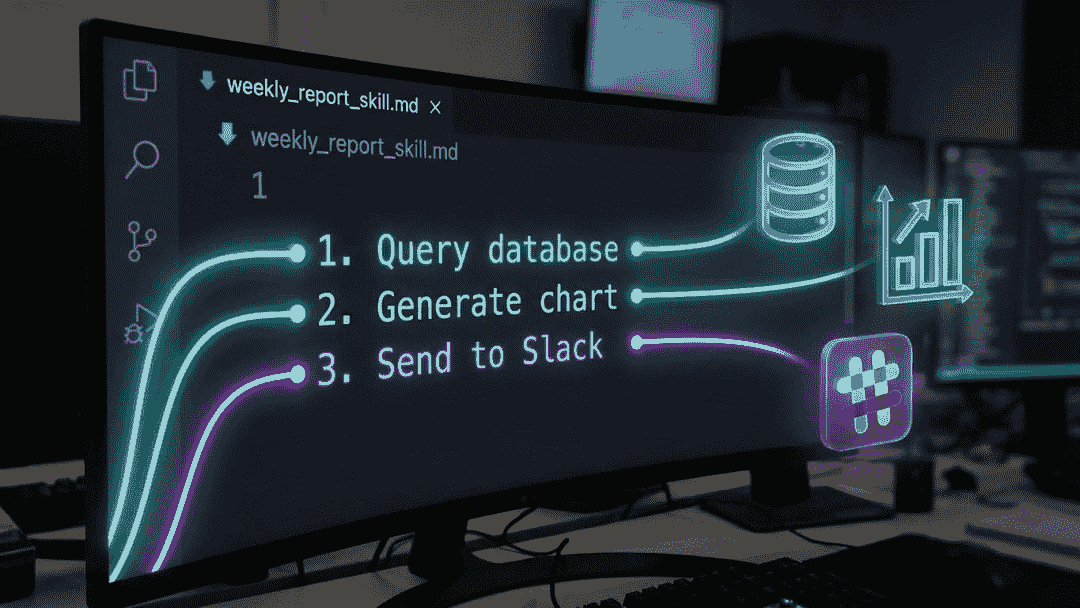 weekly_report_skill.md ×
weekly_report_skill.md
1
1. Query database
2. Generate chart
3. Send to Slack